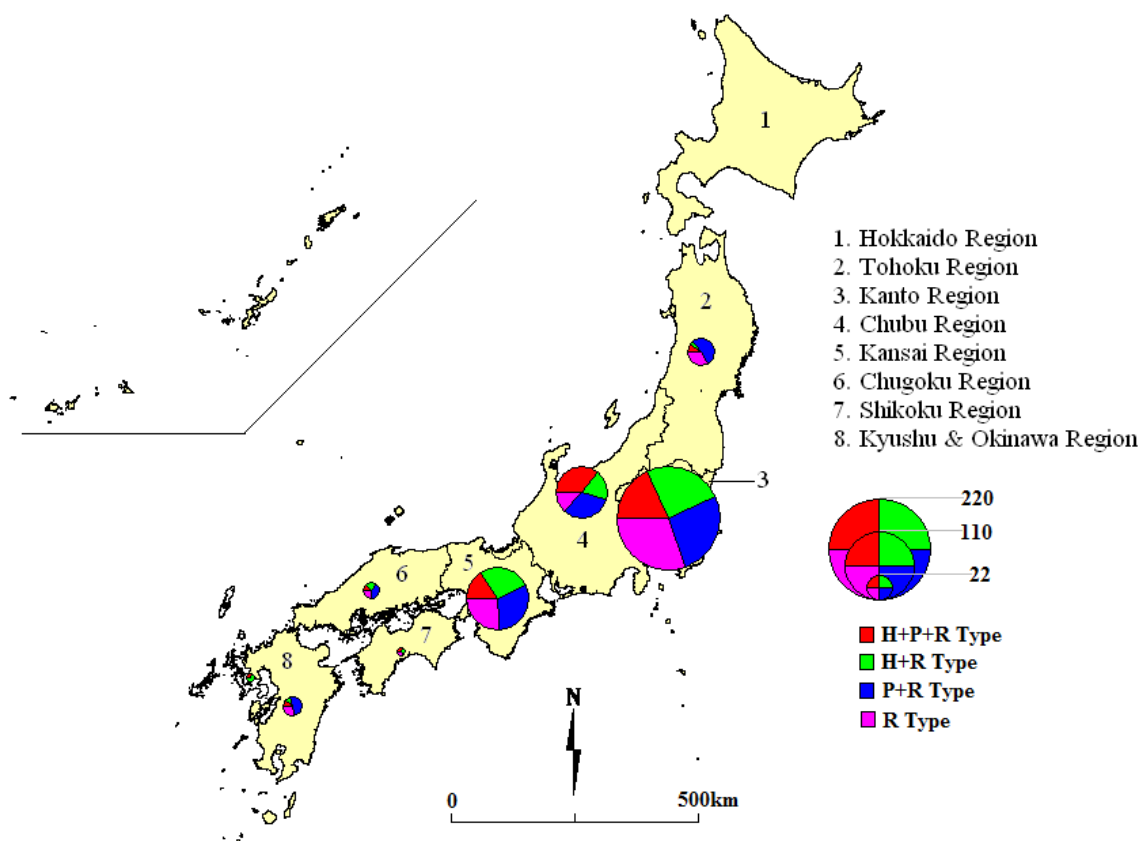 1
1. Hokkaido Region
2. Tohoku Region
3. Kanto Region
4. Chubu Region
5. Kansai Region
6. Chugoku Region
7. Shikoku Region
8. Kyushu & Okinawa Region
2
3
4
5
6
7
8
220
110
22
H+P+R Type
H+R Type
P+R Type
R Type
N
0 500km